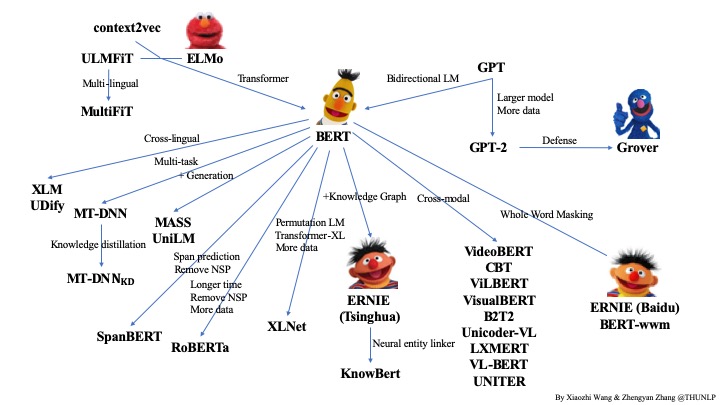 context2vec
ULMFiT
ELMo
Multi-lingual
MultiFiT
Transformer
BERT
Bidirectional LM
GPT
Larger model
More data
GPT-2
Defense
Grover
Cross-lingual
XLM
UDify
Multi-task
MT-DNN
Knowledge distillation
MT-DNNKD
+ Generation
MASS
UniLM
Span prediction
Remove NSP
SpanBERT
Longer time
Remove NSP
More data
RoBERTa
Permutation LM
Transformer-XL
More data
XLNet
+Knowledge Graph
ERNIE
(Tsinghua)
Neural entity linker
KnowBert
Cross-modal
VideoBERT
CBT
ViLBERT
VisualBERT
B2T2
Unicoder-VL
LXMERT
VL-BERT
UNITER
Whole Word Masking
ERNIE (Baidu)
BERT-wwm
By Xiaozhi Wang & Zhengyan Zhang @THUNLP